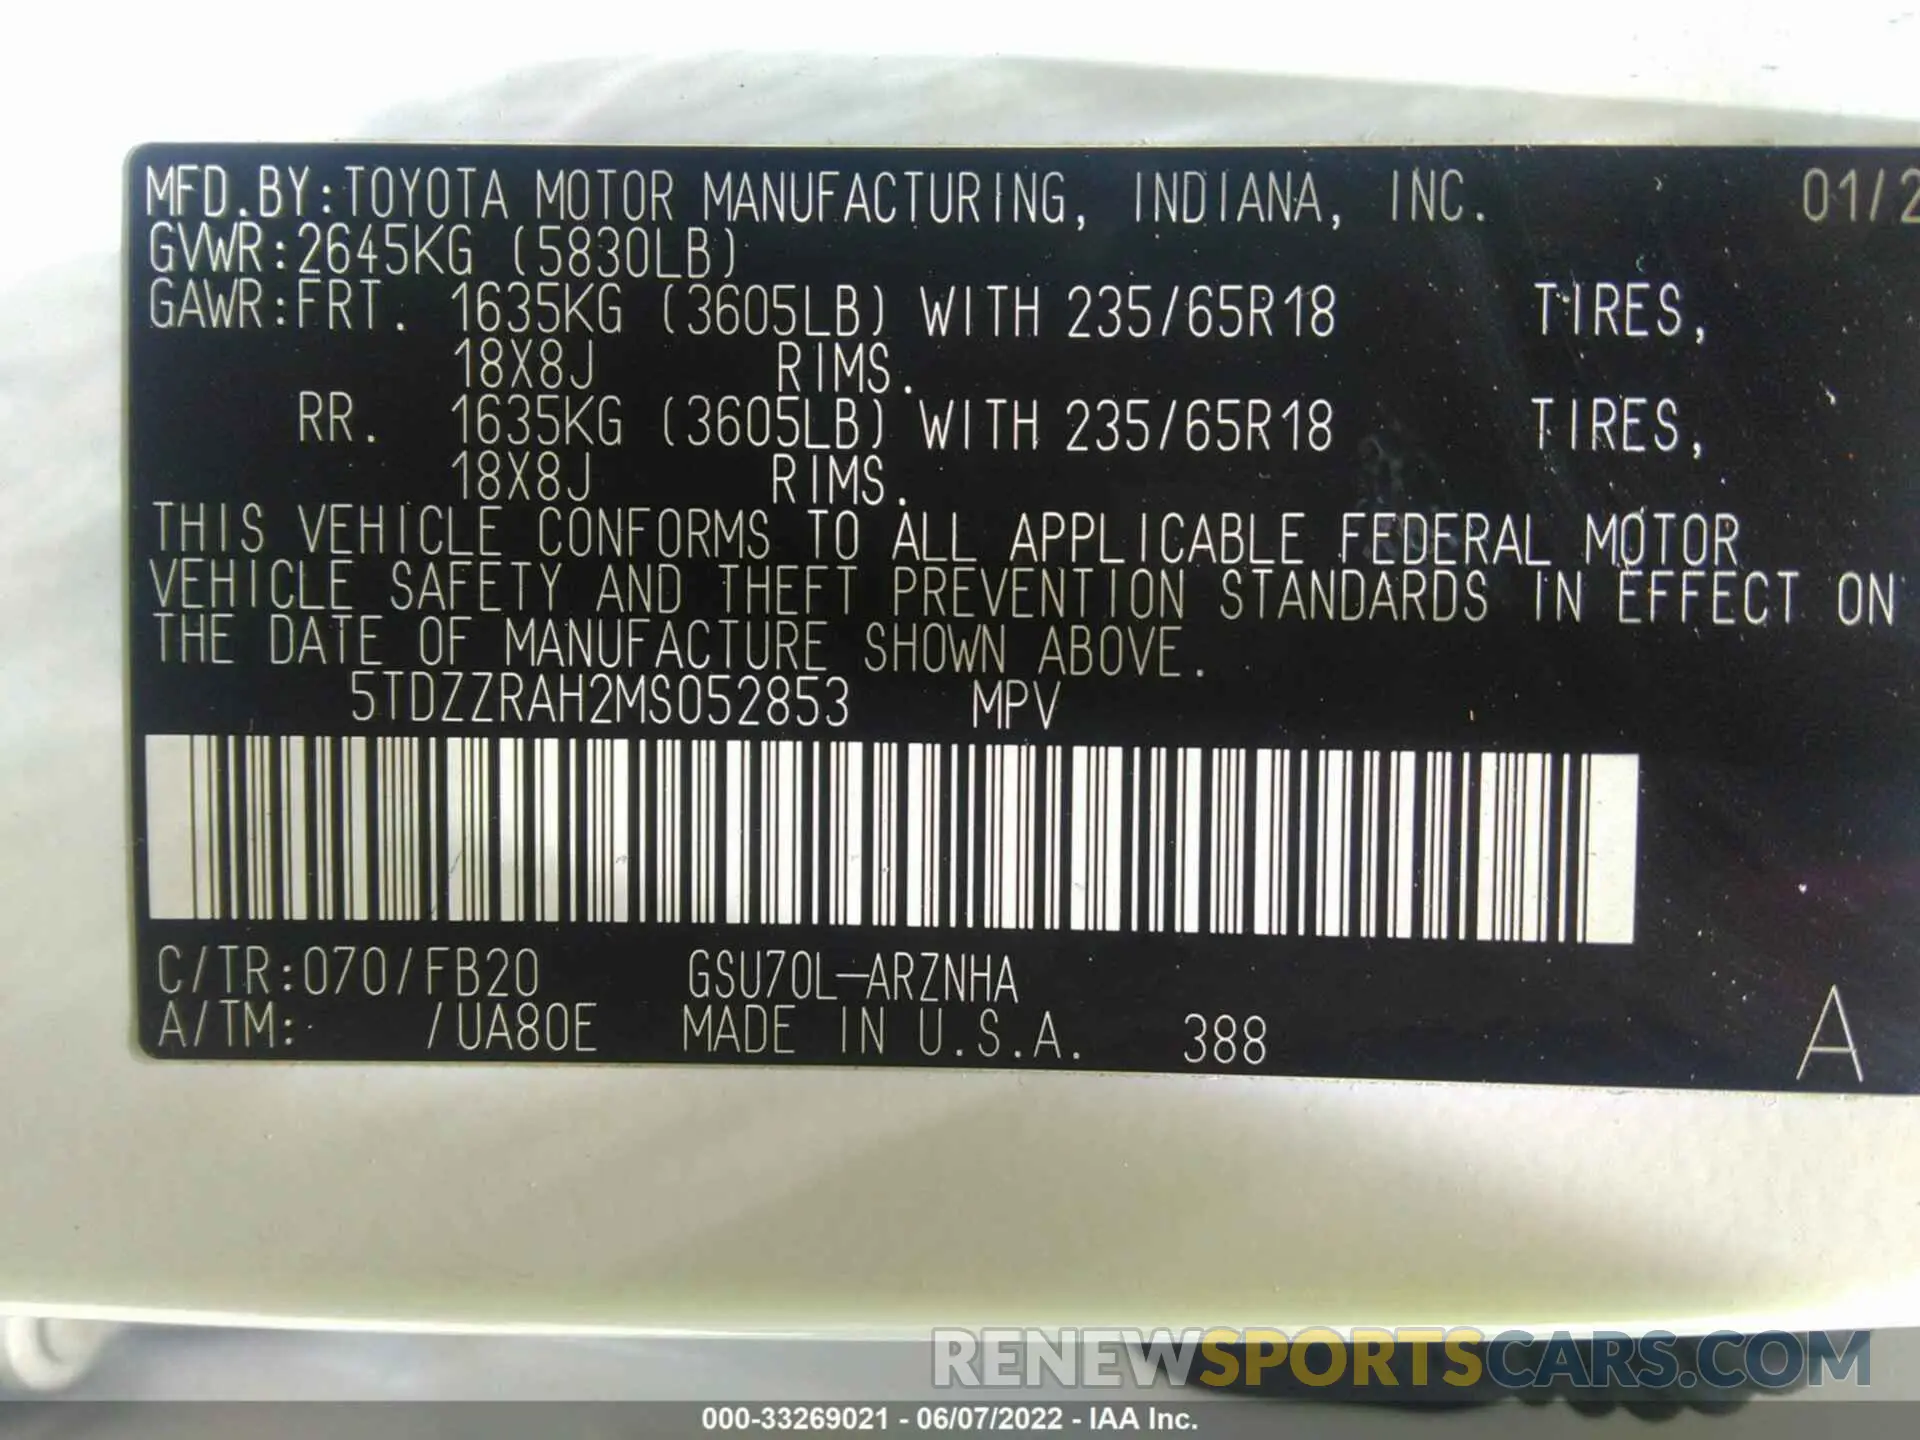 MFD.BY:TOYOTA MOTOR MANUFACTURING, INDIANA, INC. 01/2
GVWR:2645KG (5830LB)
GAWR:FRT. 1635KG (3605LB) WITH 235/65R18 TIRES,
18X8J RIMS.
RR. 1635KG (3605LB) WITH 235/65R18 TIRES,
18X8J RIMS.
THIS VEHICLE CONFORMS TO ALL APPLICABLE FEDERAL MOTOR
VEHICLE SAFETY AND THEFT PREVENTION STANDARDS IN EFFECT ON
THE DATE OF MANUFACTURE SHOWN ABOVE.
5TDZZRAH2MS052853 MPV
C/TR:070/FB20 GSU70L-ARZNHA
A/TM: /UA80E MADE IN U.S.A. 388 A
RENEWSPORTSCARS.COM
000-33269021 - 06/07/2022 - IAA Inc.